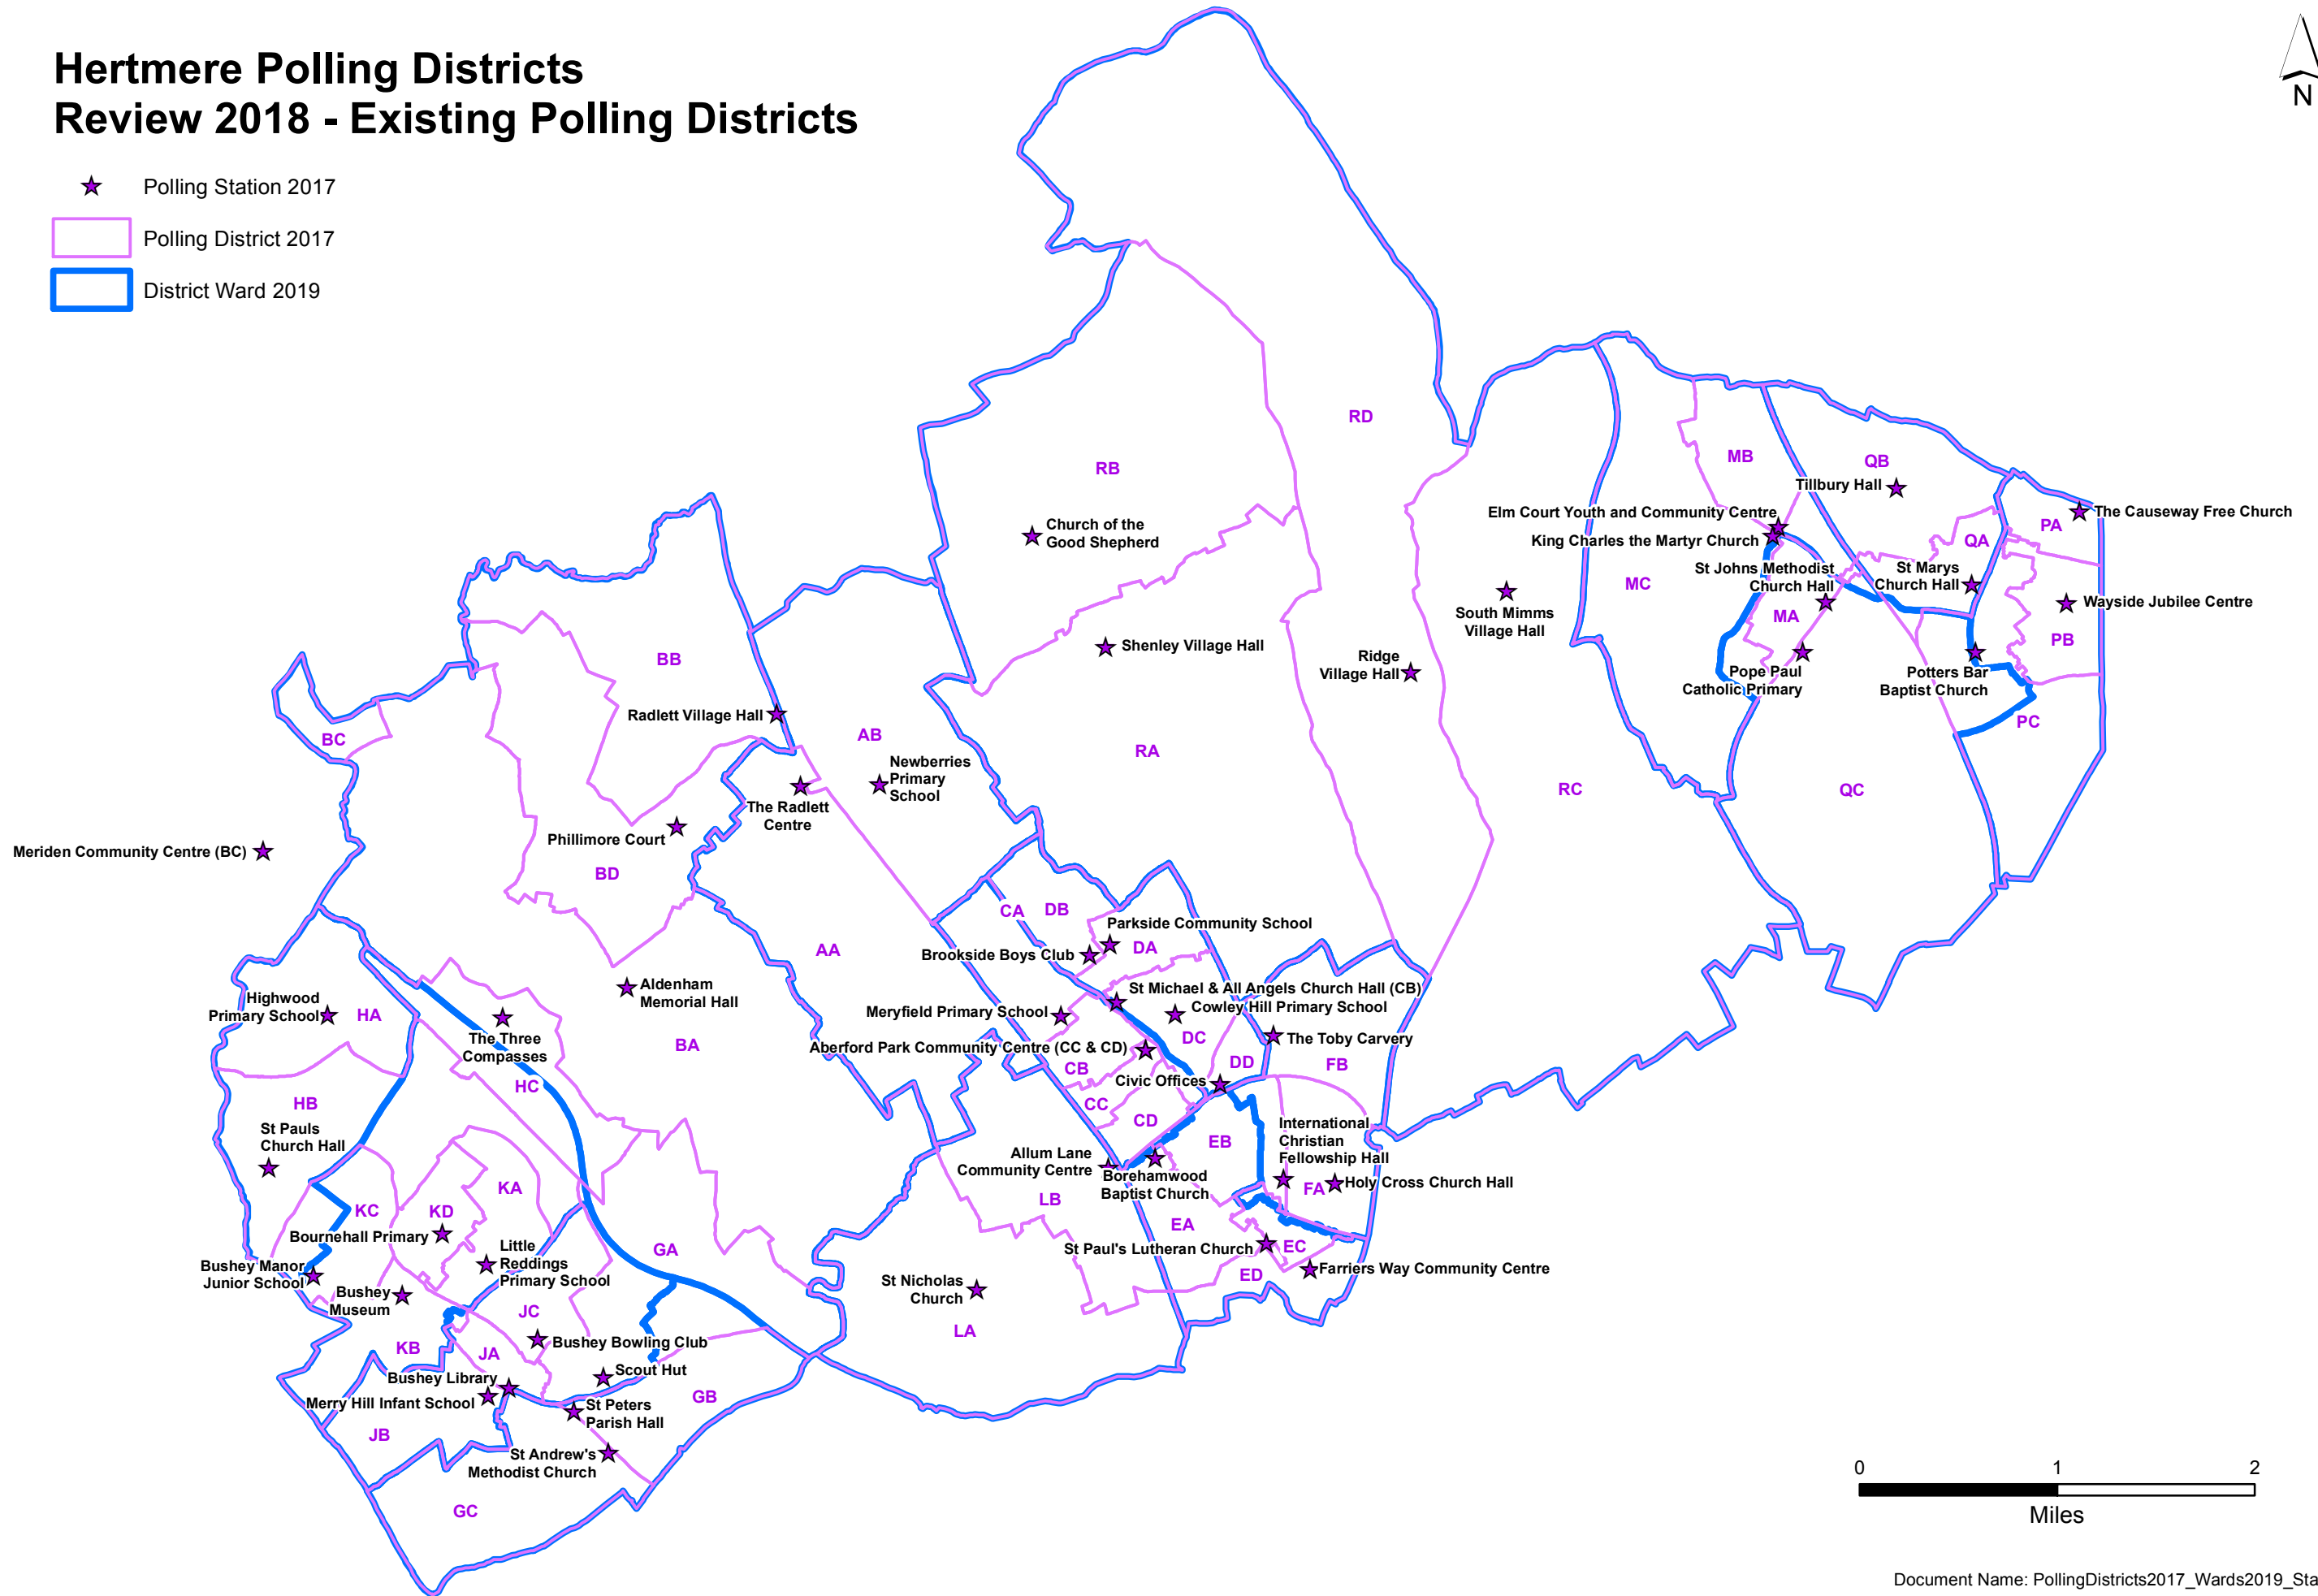 Hertmere Polling Districts
Review 2018 - Existing Polling Districts
N
Polling Station 2017
Polling District 2017
District Ward 2019
RD
RB
MB
QB
Tillbury Hall
Elm Court Youth and Community Centre
The Causeway Free Church
PA
Church of the
Good Shepherd
King Charles the Martyr Church
QA
St Johns Methodist
Church Hall
St Marys
Church Hall
MC
South Mimms
Village Hall
MA
Wayside Jubilee Centre
PB
Shenley Village Hall
Ridge
Village Hall
Pope Paul
Catholic Primary
Potters Bar
Baptist Church
BB
Radlett Village Hall
PC
BC
AB
RA
Newberries
Primary
School
RC
QC
The Radlett
Centre
Phillimore Court
Meriden Community Centre (BC)
BD
CA
DB
Parkside Community School
DA
AA
Brookside Boys Club
Aldenham
Memorial Hall
St Michael & All Angels Church Hall (CB)
Cowley Hill Primary School
Highwood
Primary School
HA
Meryfield Primary School
The Three
Compasses
BA
DC
The Toby Carvery
Aberford Park Community Centre (CC & CD)
DD
FB
CB
HC
Civic Offices
HB
CC
CD
St Pauls
Church Hall
EB
International
Christian
Fellowship Hall
Allum Lane
Community Centre
Borehamwood
Baptist Church
FA
Holy Cross Church Hall
KA
LB
KC
KD
EA
Bournehall Primary
GA
St Paul's Lutheran Church
EC
Little
Reddings
Primary School
Bushey Manor
Junior School
ED
Farriers Way Community Centre
St Nicholas
Church
Bushey
Museum
JC
LA
Bushey Bowling Club
KB
JA
Scout Hut
Bushey Library
GB
Merry Hill Infant School
St Peters
Parish Hall
JB
St Andrew's
Methodist Church
GC
0 1 2
Miles
Document Name: PollingDistricts2017_Wards2019_Sta